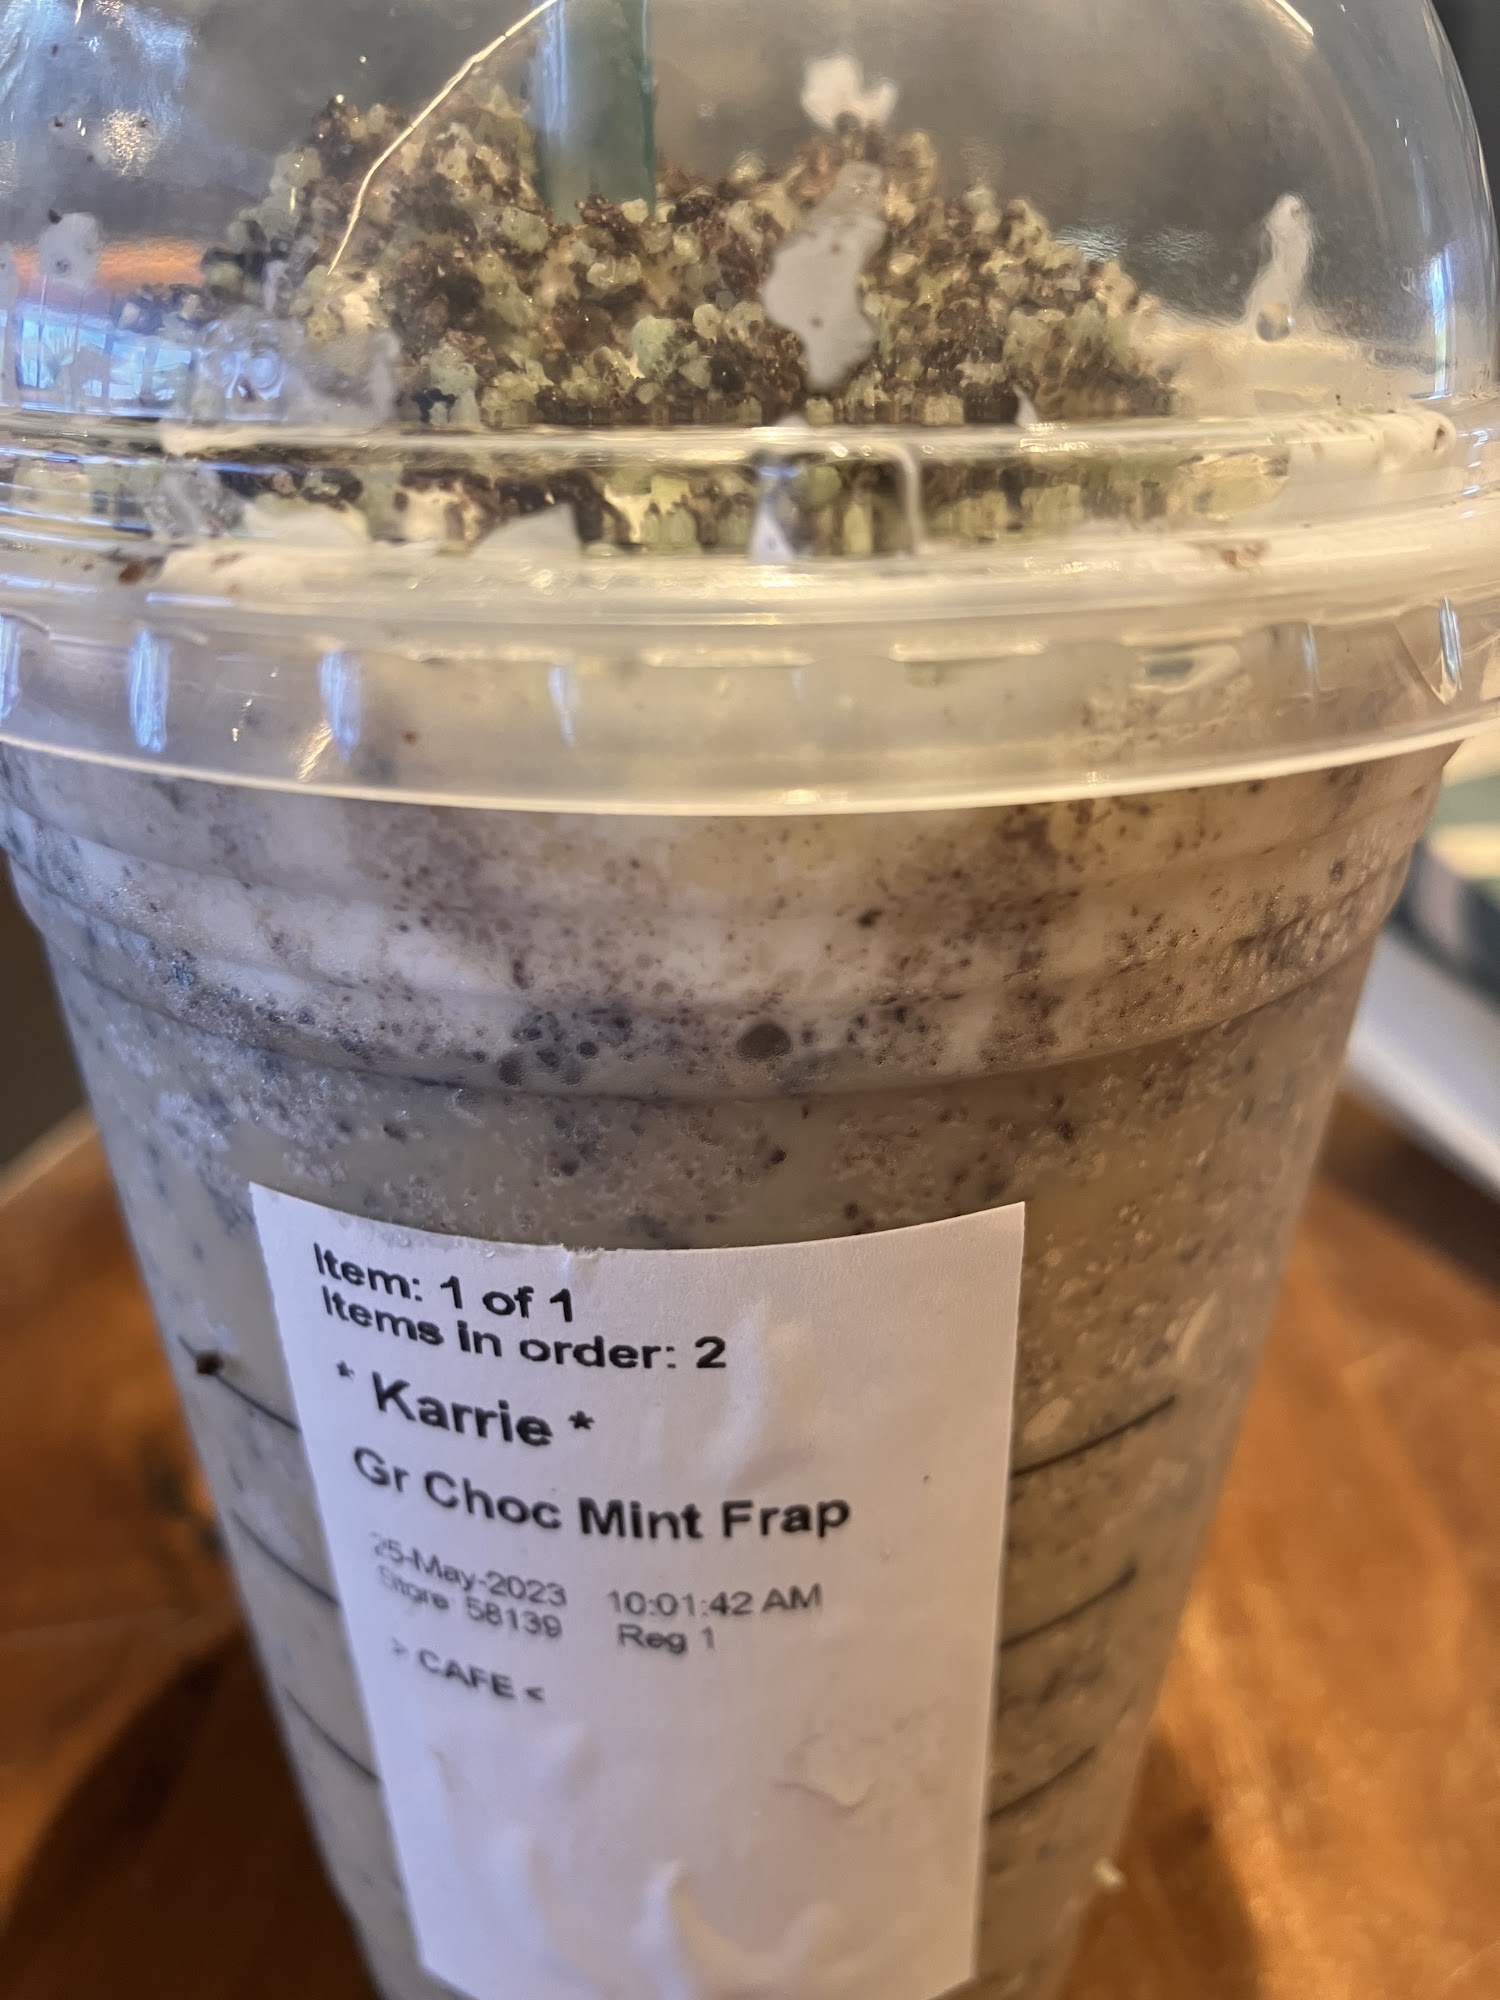 Item: 1 of 1
Items in order: 2
* Karrie *
Gr Choc Mint Frap
25-May-2023 10:01:42 AM
Store: 58139 Reg 1
> CAFE <